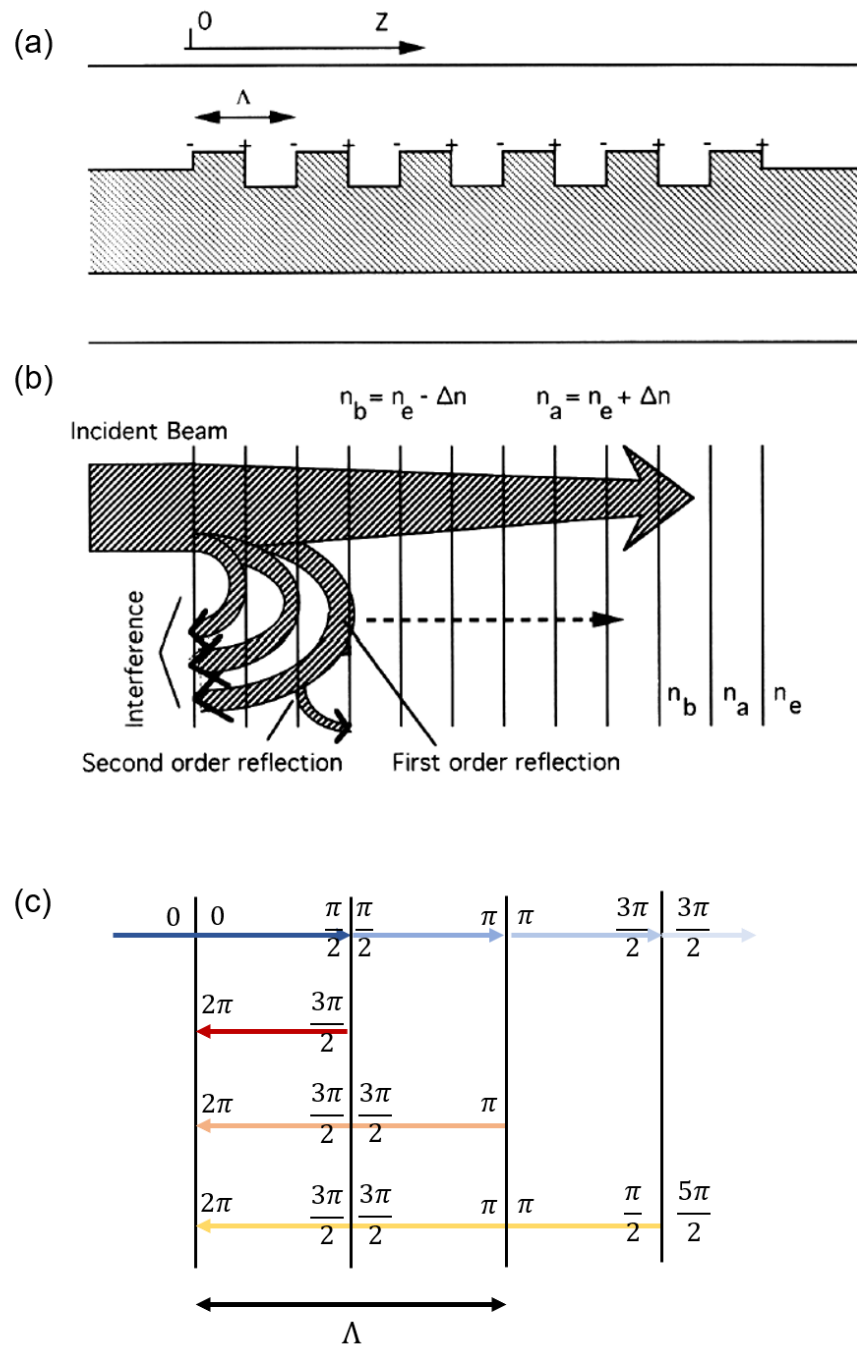 (a)
0 Z
Λ
- + - + - + - + - + - +
(b)
n_b = n_e - Δn n_a = n_e + Δn
Incident Beam
Interference
n_b n_a n_e
Second order reflection First order reflection
(c)
0 0 π/2 π/2 π π 3π/2 3π/2
2π 3π/2
2π 3π/2 3π/2 π
2π 3π/2 3π/2 π π π/2 5π/2
Λ